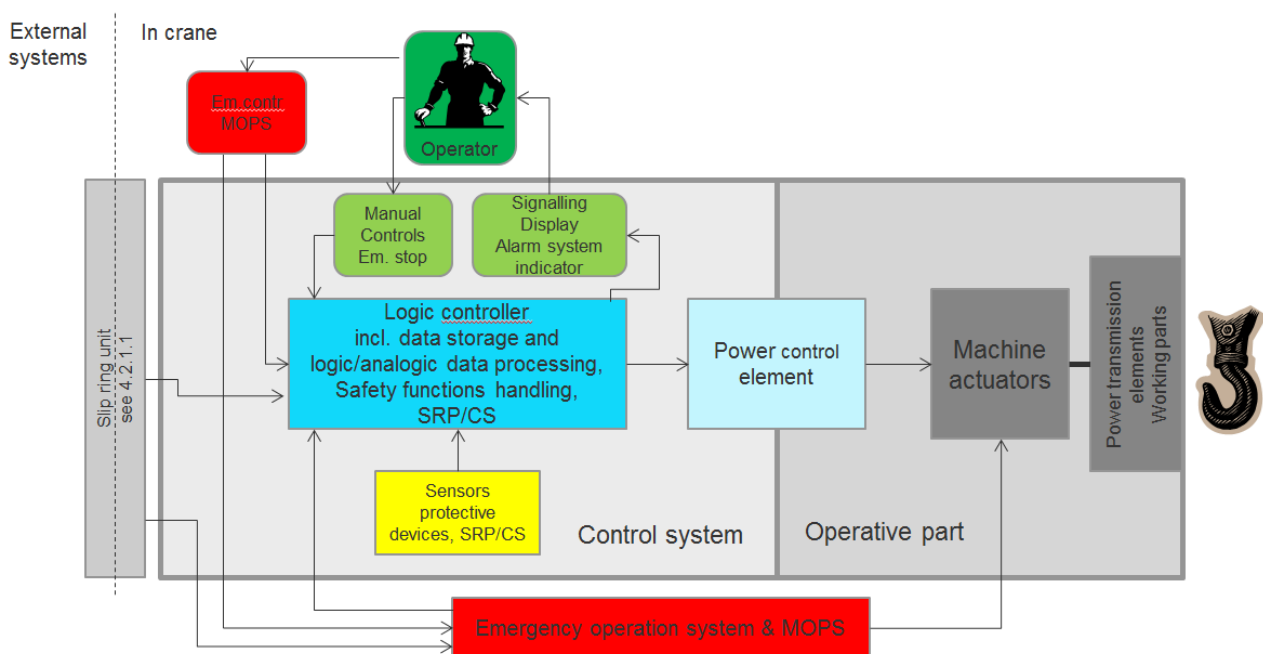 External
systems
In crane
Em.contr
MOPS
Operator
Slip ring unit
see 4.2.1.1
Manual
Controls
Em. stop
Signalling
Display
Alarm system
indicator
Logic controller
incl. data storage and
logic/analogic data processing,
Safety functions handling,
SRP/CS
Power control
element
Machine
actuators
Power transmission
elements
Working parts
Sensors
protective
devices, SRP/CS
Control system
Operative part
Emergency operation system & MOPS